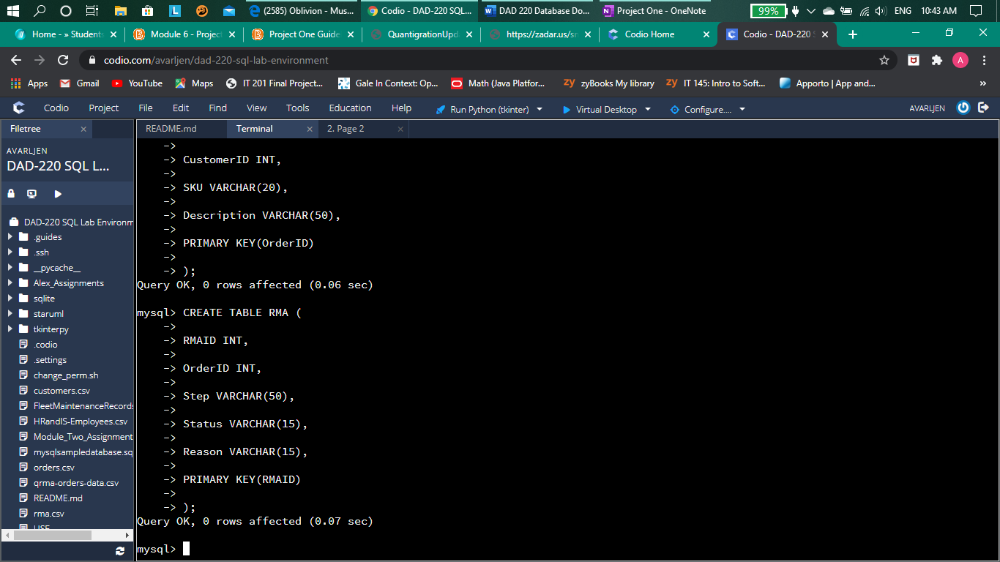 (2585) Oblivion - Mus... Codio - DAD-220 SQL... DAD 220 Database Do... Project One - OneNote 99% ENG 10:43 AM
Home - » Students Module 6 - Project Project One Guide QuantigrationUpd https://zadar.us/sn Codio Home Codio - DAD-220 S
codio.com/avarljen/dad-220-sql-lab-environment A
Apps Gmail YouTube Maps IT 201 Final Project... Gale In Context: Op... Math (Java Platfor... zy zyBooks My library zy IT 145: Intro to Soft... Apporto | App and... »
Codio Project File Edit Find View Tools Education Help Run Python (tkinter) Virtual Desktop Configure.... AVARLJEN
Filetree README.md Terminal 2. Page 2
AVARLJEN
DAD-220 SQL L...
DAD-220 SQL Lab Environm
.guides
.ssh
__pycache__
Alex_Assignments
sqlite
staruml
tkinterpy
.codio
.settings
change_perm.sh
customers.csv
FleetMaintenanceRecords
HRandIS-Employees.csv
Module_Two_Assignment
mysqlsampledatabase.sq
orders.csv
qrma-orders-data.csv
README.md
rma.csv
USE
->
-> CustomerID INT,
->
-> SKU VARCHAR(20),
->
-> Description VARCHAR(50),
->
-> PRIMARY KEY(OrderID)
->
-> );
Query OK, 0 rows affected (0.06 sec)
mysql> CREATE TABLE RMA (
->
-> RMAID INT,
->
-> OrderID INT,
->
-> Step VARCHAR(50),
->
-> Status VARCHAR(15),
->
-> Reason VARCHAR(15),
->
-> PRIMARY KEY(RMAID)
->
-> );
Query OK, 0 rows affected (0.07 sec)
mysql>